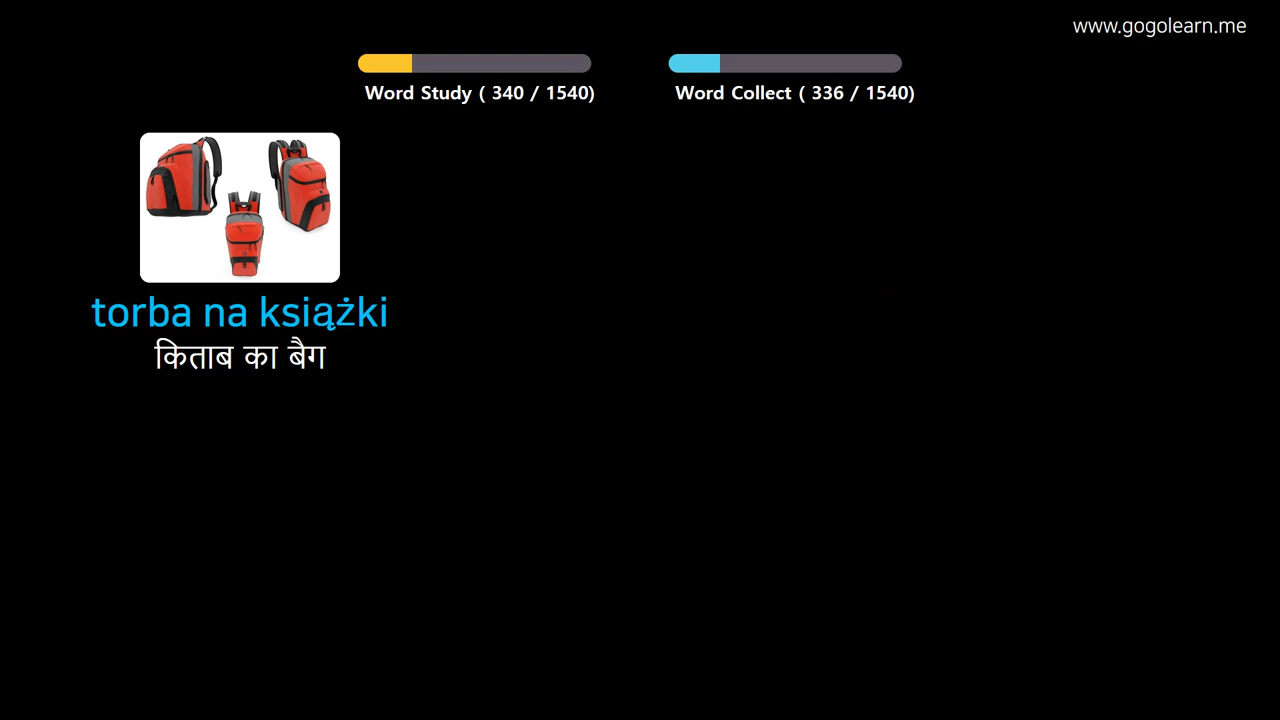 www.gogolearn.me
Word Study ( 340 / 1540)
Word Collect ( 336 / 1540)
torba na książki
किताब का बैग